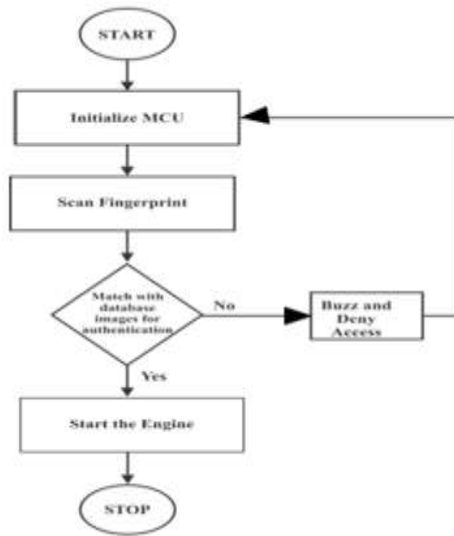 START
Initialize MCU
Scan Fingerprint
Match with
database
images for
authentication
No
Buzz and
Deny
Access
Yes
Start the Engine
STOP